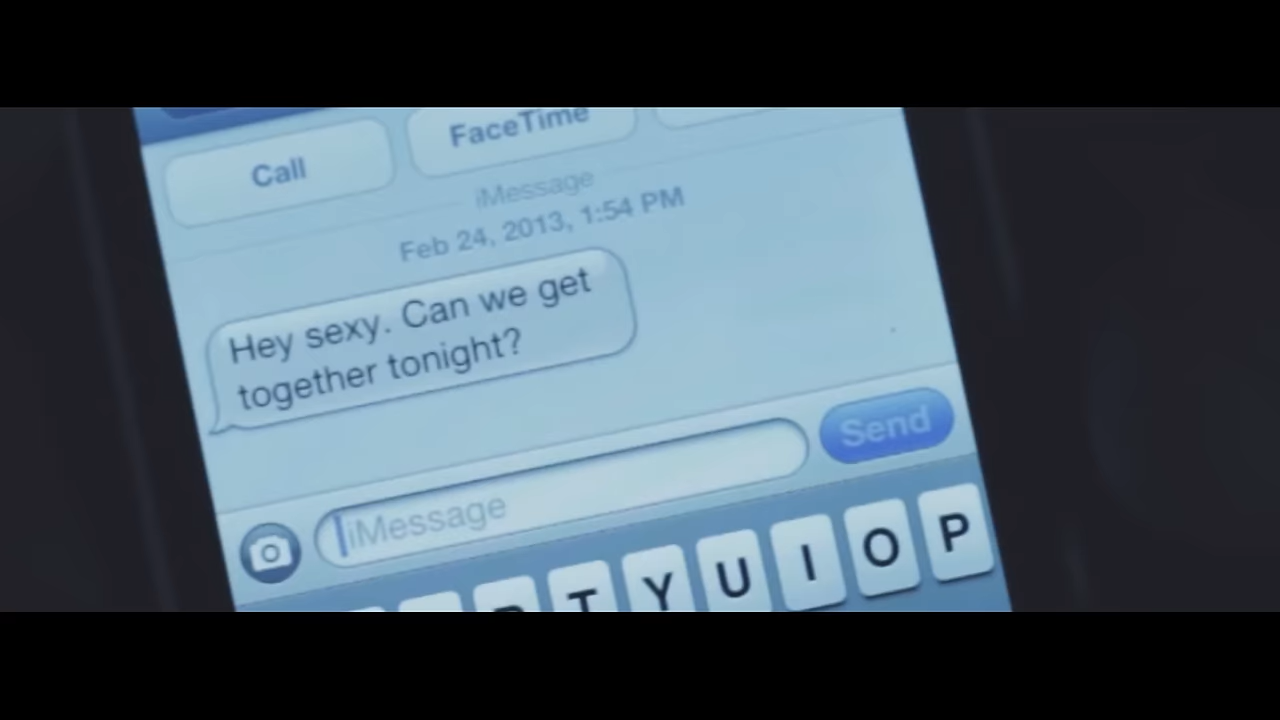 Call
FaceTime
iMessage
Feb 24, 2013, 1:54 PM
Hey sexy. Can we get
together tonight?
iMessage
Send
T Y U I O P